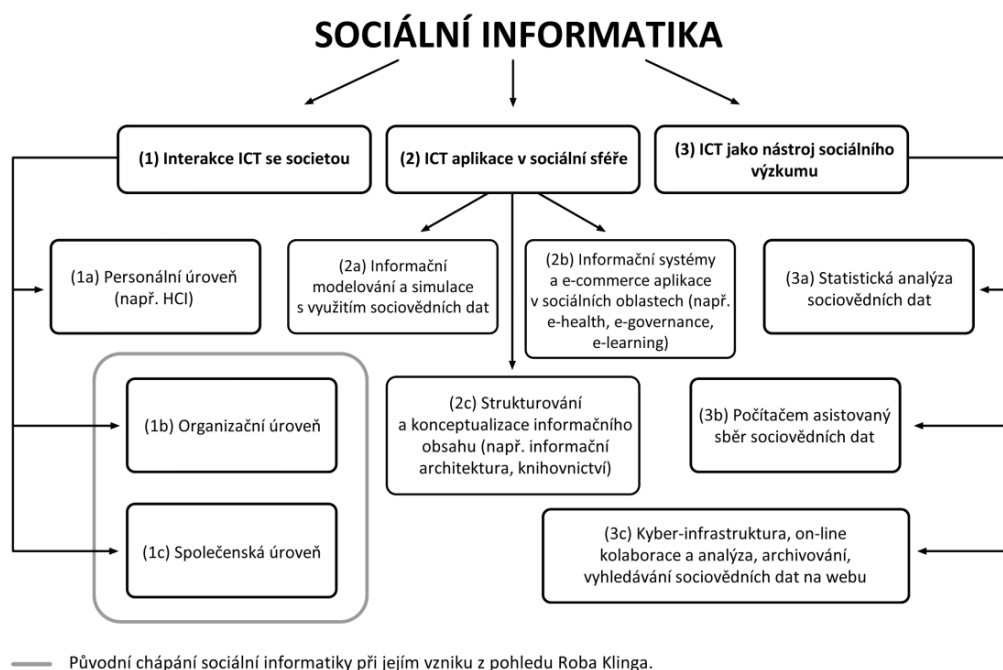 SOCIÁLNÍ INFORMATIKA
(1) Interakce ICT se societou
(2) ICT aplikace v sociální sféře
(3) ICT jako nástroj sociálního
výzkumu
(1a) Personální úroveň
(např. HCI)
(2a) Informační
modelování a simulace
s využitím sociovědních dat
(2b) Informační systémy
a e-commerce aplikace
v sociálních oblastech (např.
e-health, e-governance,
e-learning)
(3a) Statistická analýza
sociovědních dat
(1b) Organizační úroveň
(2c) Strukturování
a konceptualizace informačního
obsahu (např. informační
architektura, knihovnictví)
(3b) Počítačem asistovaný
sběr sociovědních dat
(1c) Společenská úroveň
(3c) Kyber-infrastruktura, on-line
kolaborace a analýza, archivování,
vyhledávání sociovědních dat na webu
Původní chápání sociální informatiky při jejím vzniku z pohledu Roba Klinga.